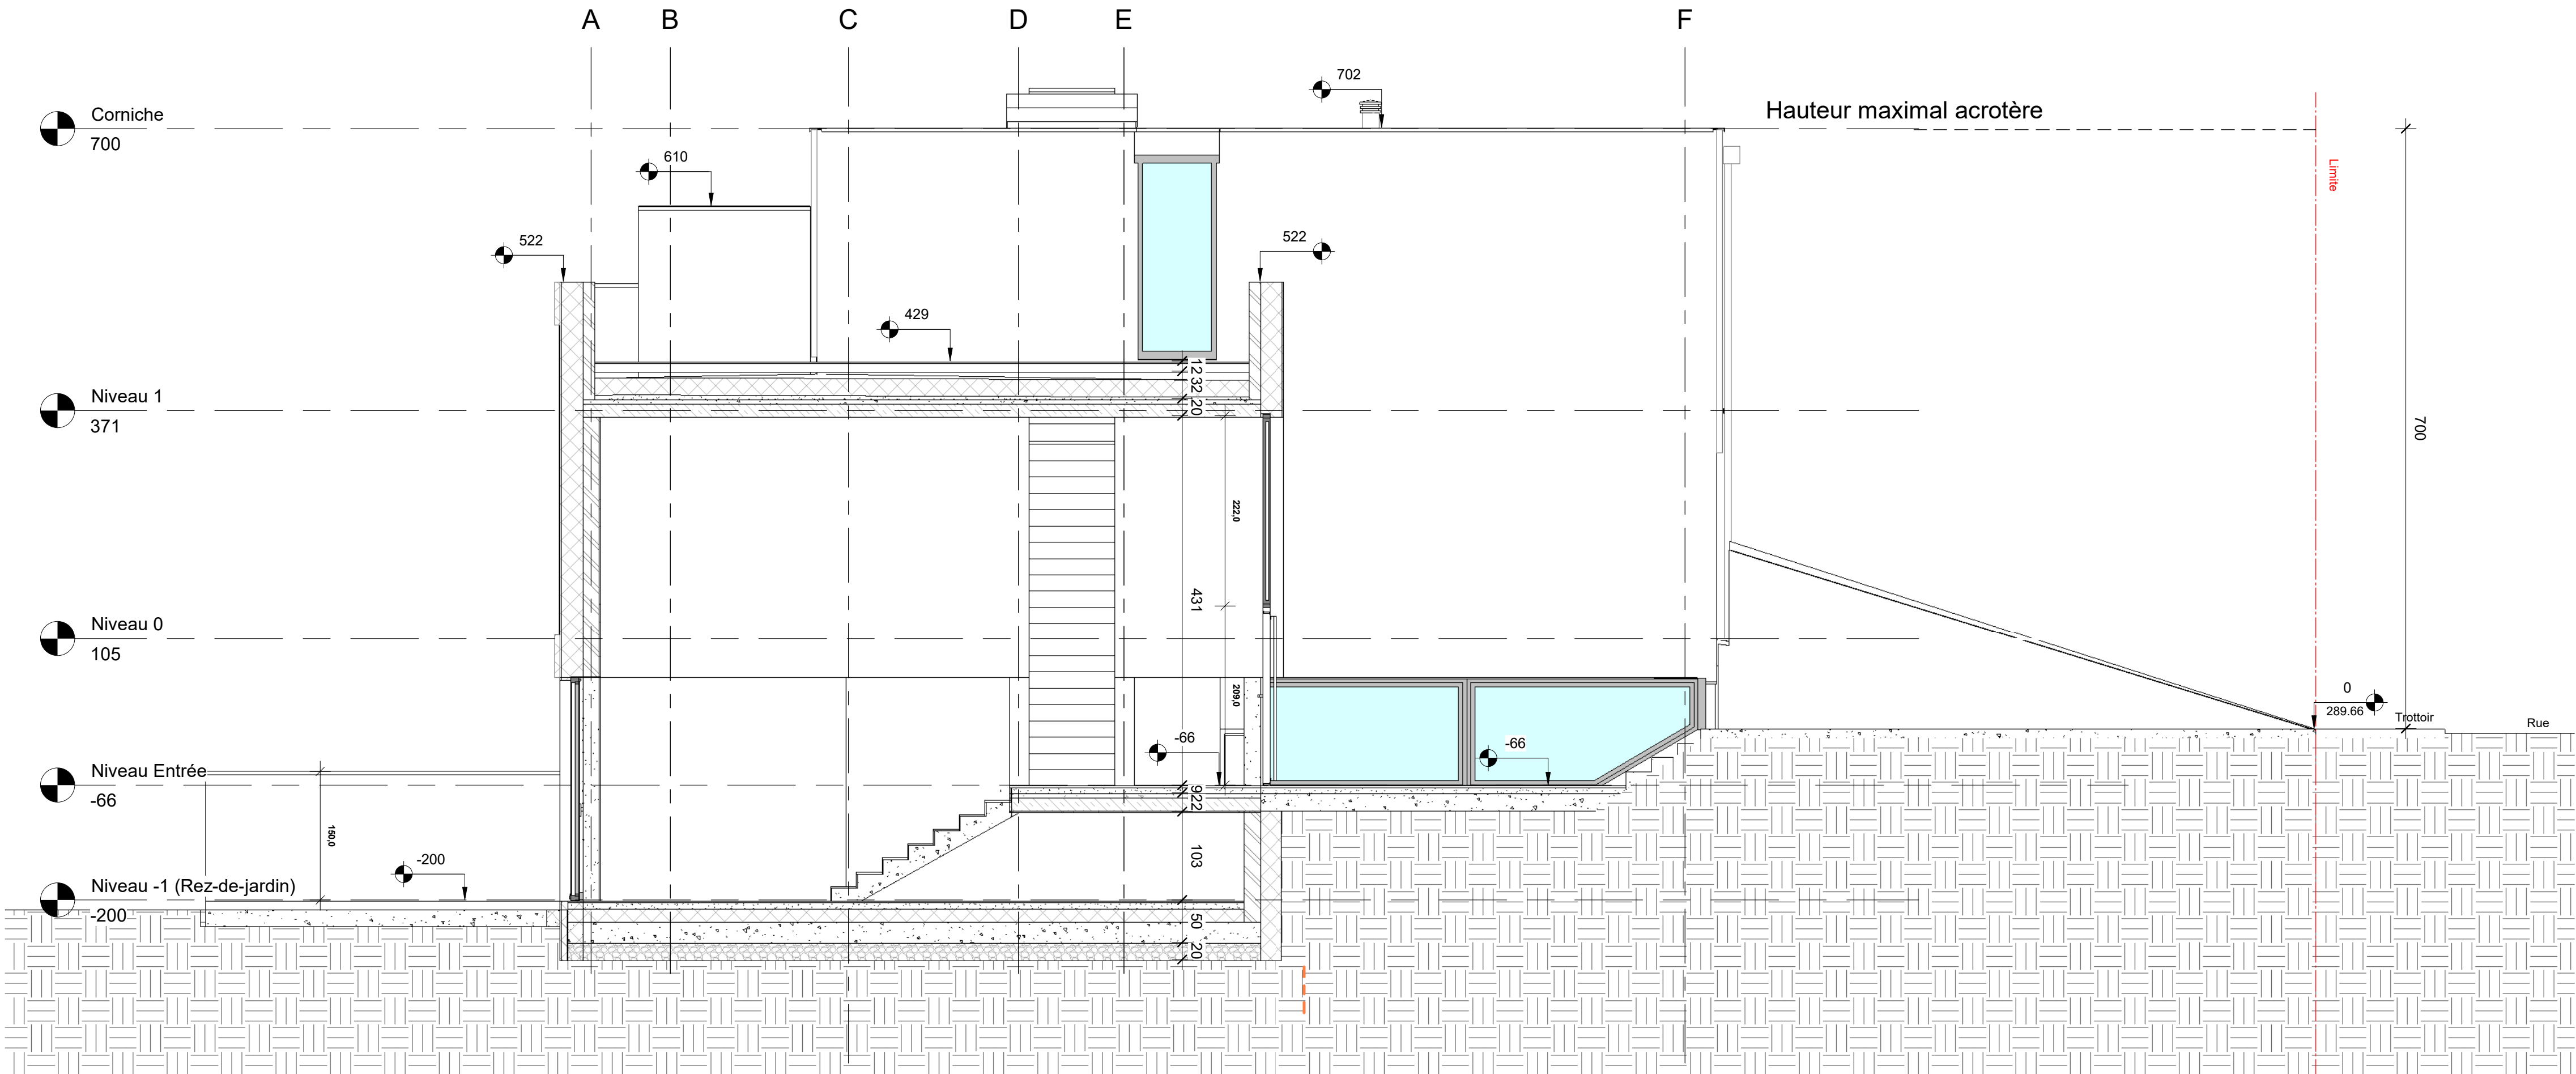 A B C D E F
702
Corniche
700
Hauteur maximal acrotère
610
Limite
522
522
429
12
32
20
Niveau 1
371
700
222,0
431
Niveau 0
105
209,0
0
289.66
Trottoir
Rue
-66
-66
Niveau Entrée
-66
922
150,0
103
-200
Niveau -1 (Rez-de-jardin)
-200
50
20